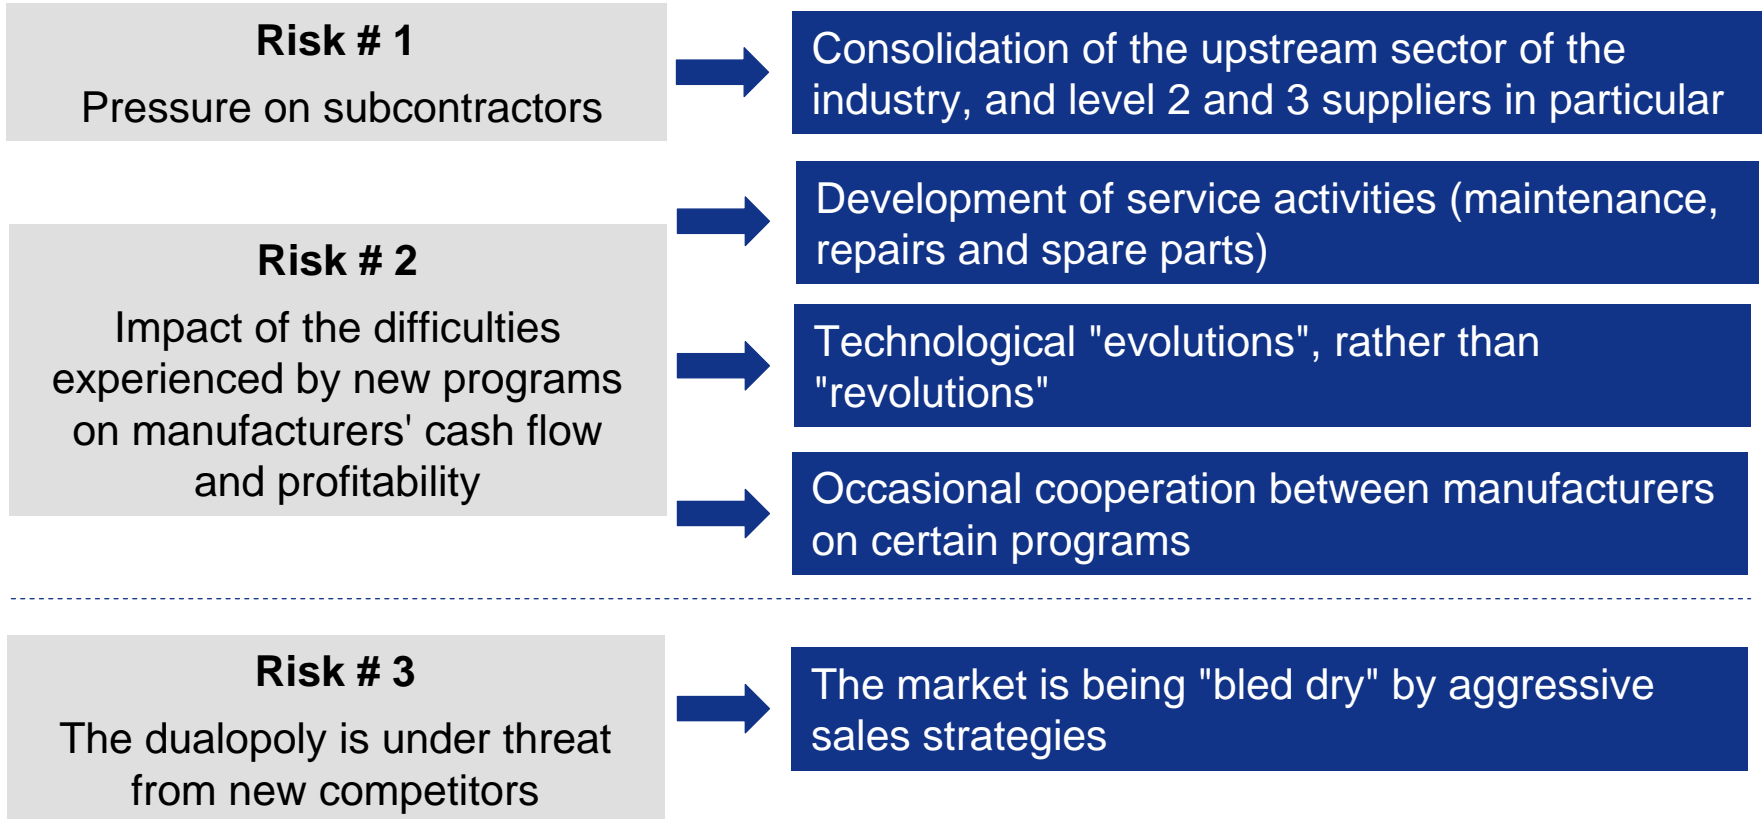 Risk # 1
Pressure on subcontractors
Consolidation of the upstream sector of the
industry, and level 2 and 3 suppliers in particular
Risk # 2
Impact of the difficulties
experienced by new programs
on manufacturers' cash flow
and profitability
Development of service activities (maintenance,
repairs and spare parts)
Technological "evolutions", rather than
"revolutions"
Occasional cooperation between manufacturers
on certain programs
Risk # 3
The dualopoly is under threat
from new competitors
The market is being "bled dry" by aggressive
sales strategies